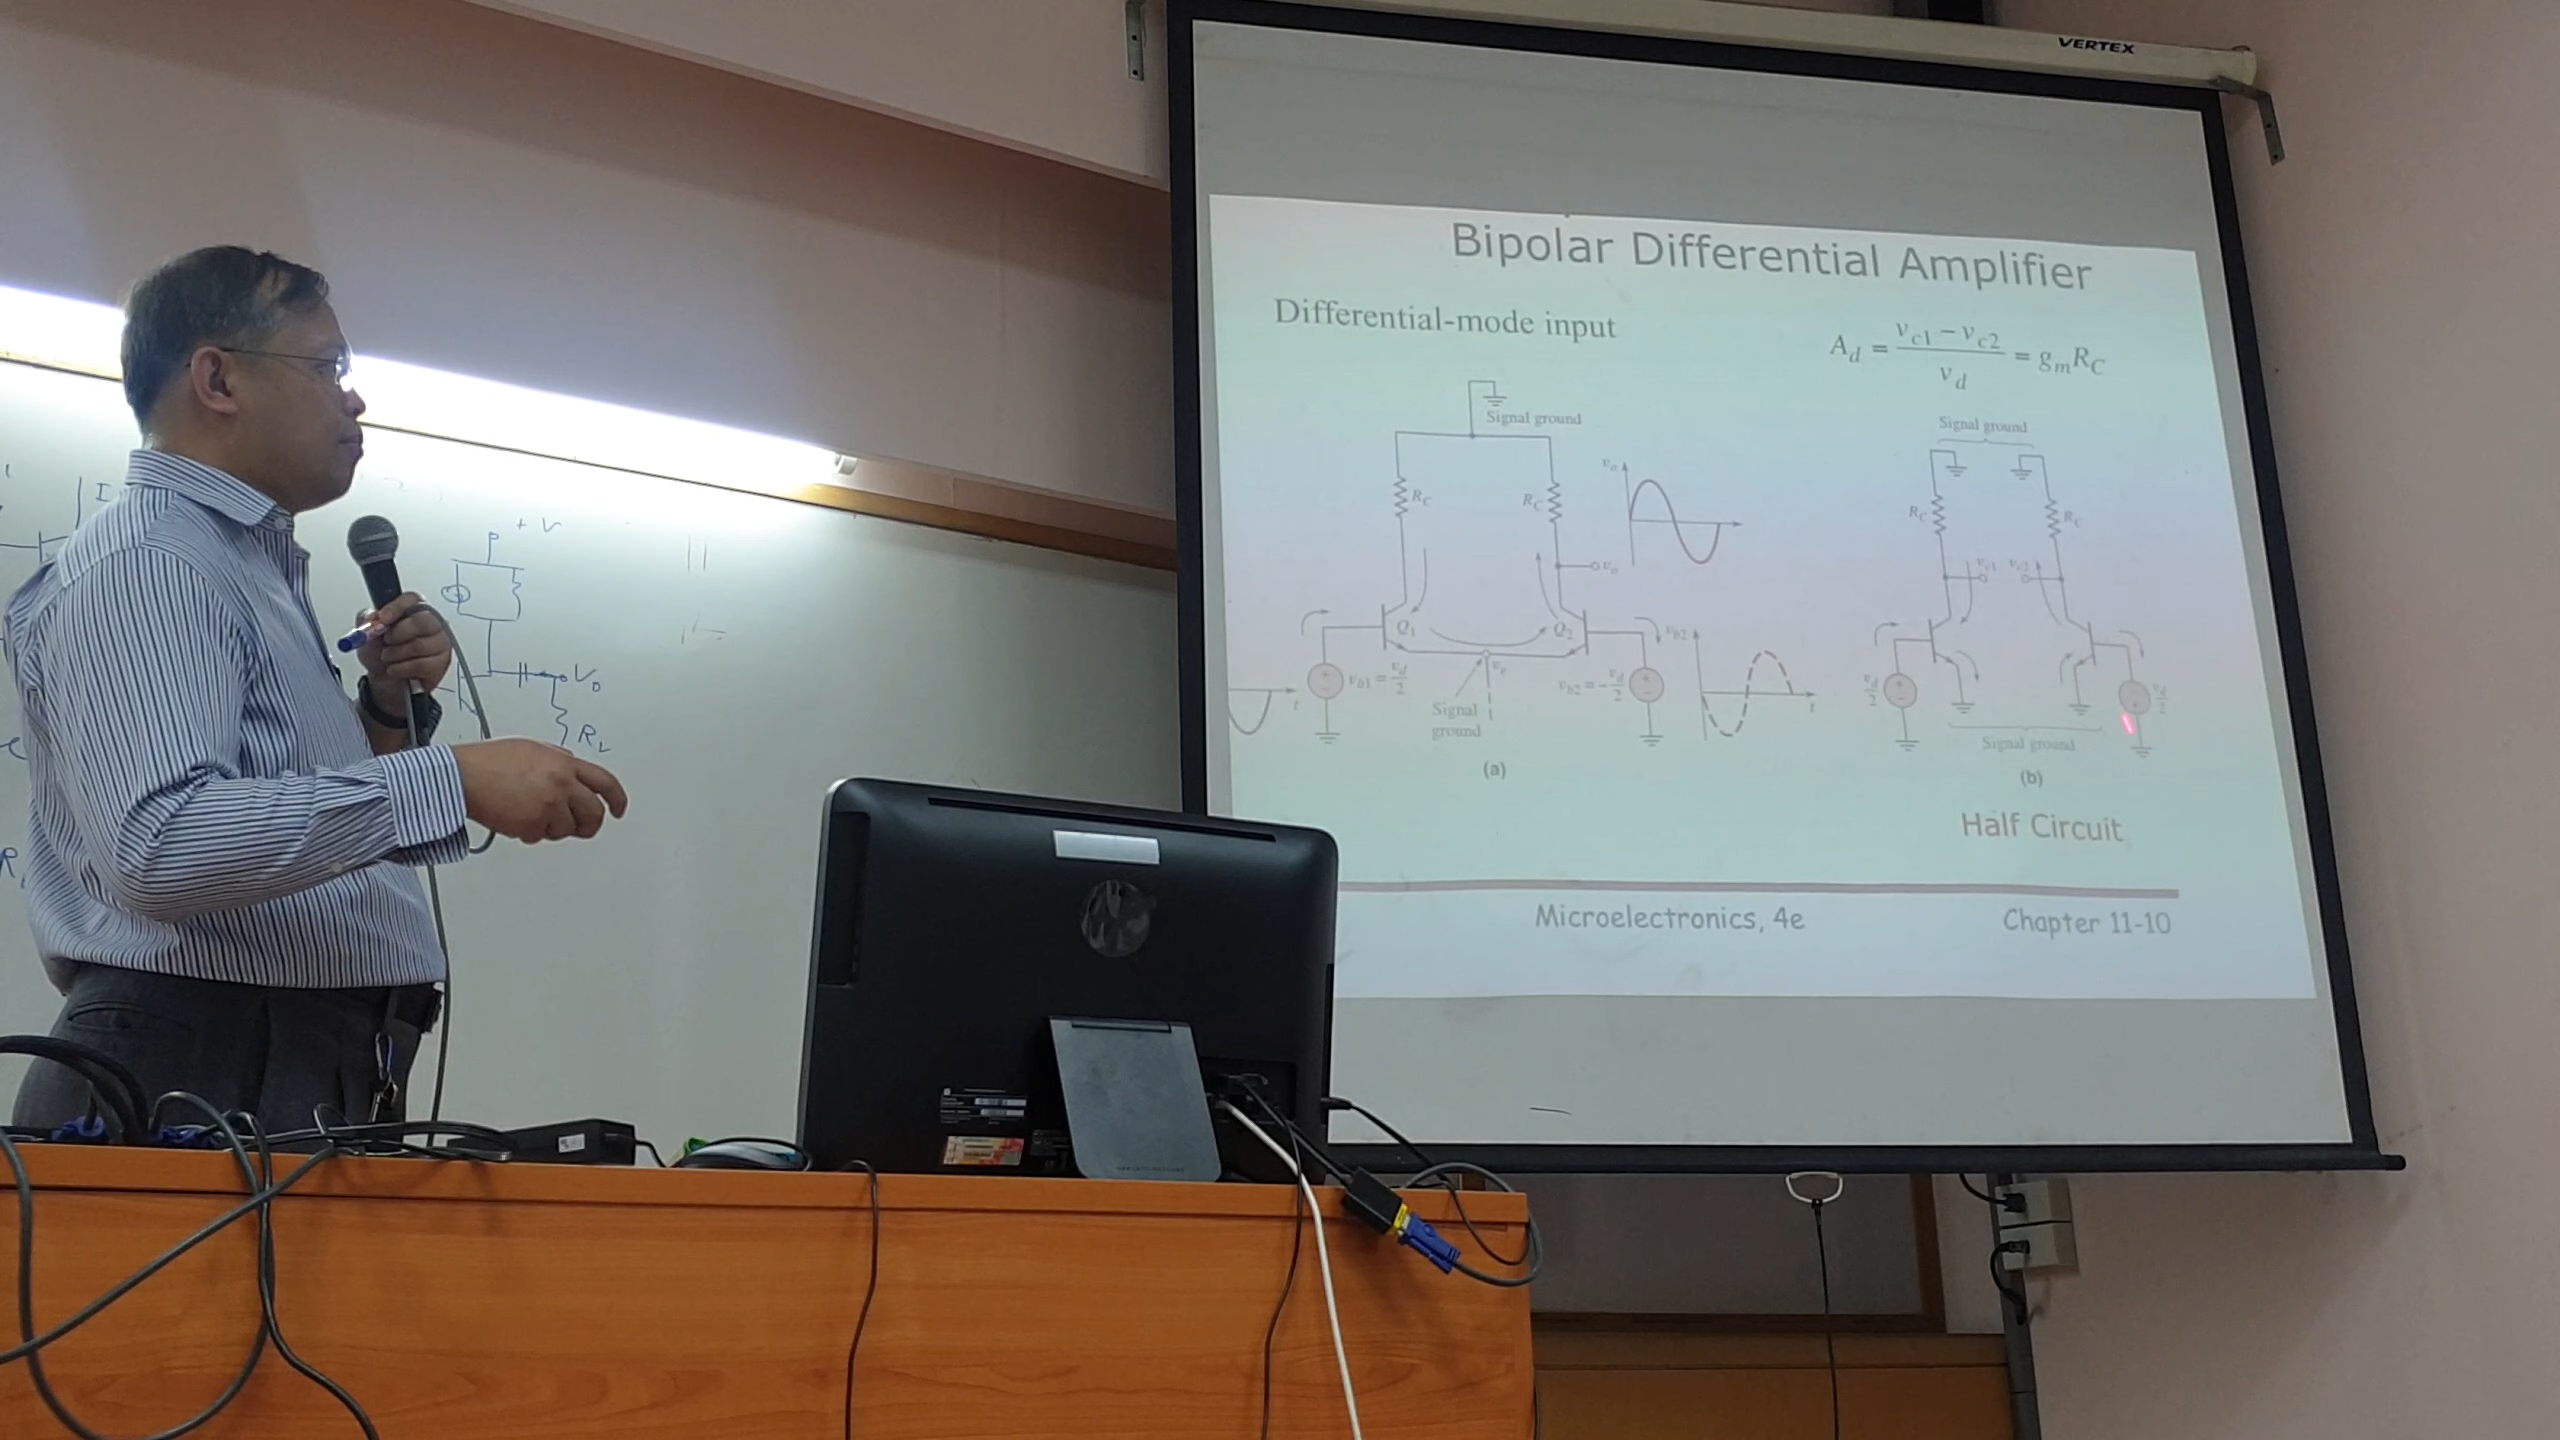 VERTEX
Bipolar Differential Amplifier
Differential-mode input
A_d = (v_c1 − v_c2) / v_d = g_m R_C
Signal ground
Signal ground
R_C
R_C
v_o
R_C
R_C
v_o
v_c1
v_c2
Q_1
Q_2
v_b2
v_b1 = v_d/2
v_e
v_b2 = −v_d/2
v_d/2
v_d/2
t
t
Signal
ground
Signal ground
(a)
(b)
Half Circuit
Microelectronics, 4e
Chapter 11-10
I
+V
V_o
R_L
R